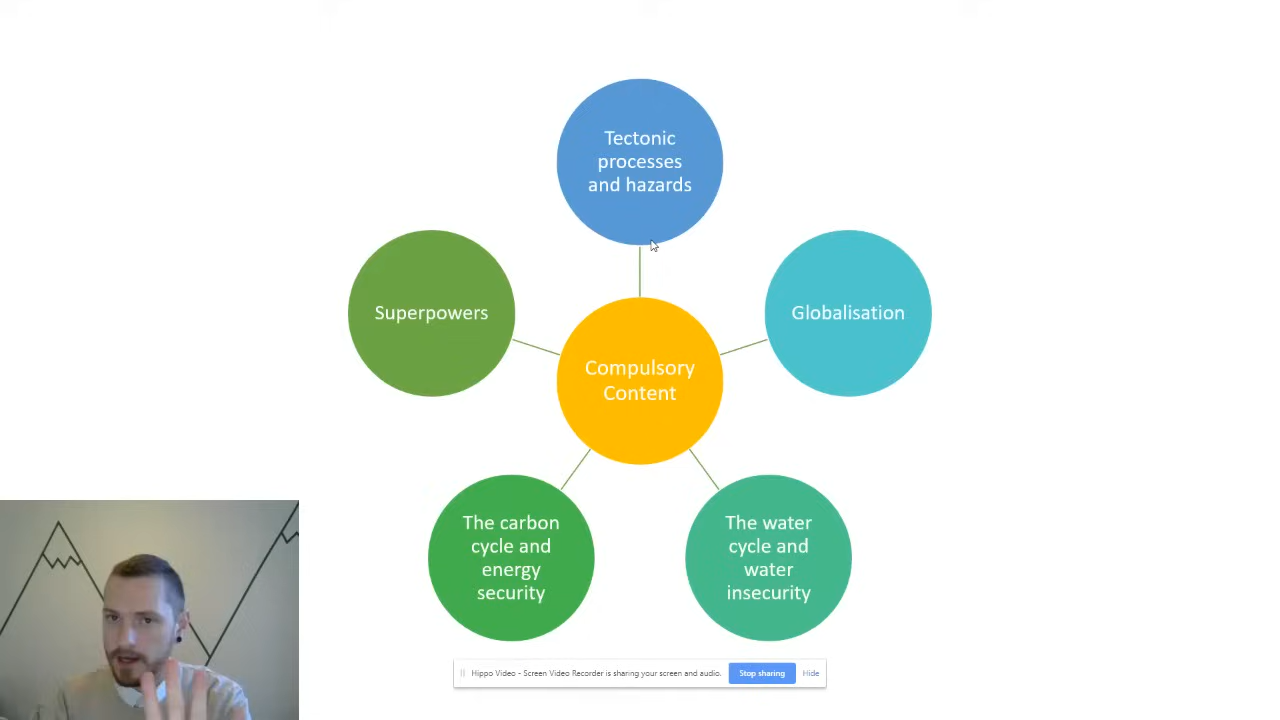 Tectonic
processes
and hazards
Superpowers
Globalisation
Compulsory
Content
The carbon
cycle and
energy
security
The water
cycle and
water
insecurity
Hippo Video - Screen Video Recorder is sharing your screen and audio.
Stop sharing
Hide